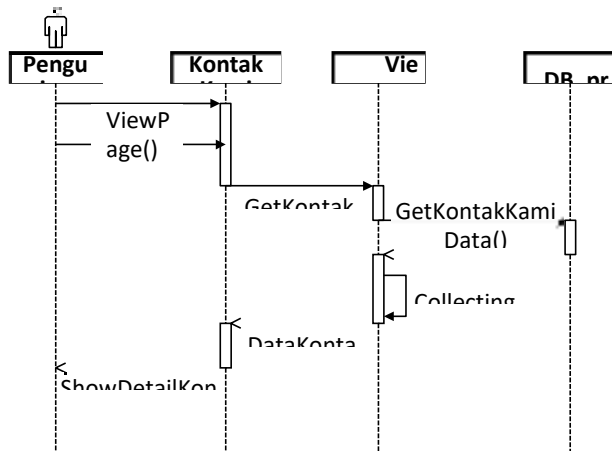 Pengu
Kontak
Vie
DB_pr
ViewP
age()
GetKontak
GetKontakKami
Data()
Collecting
DataKonta
ShowDetailKon